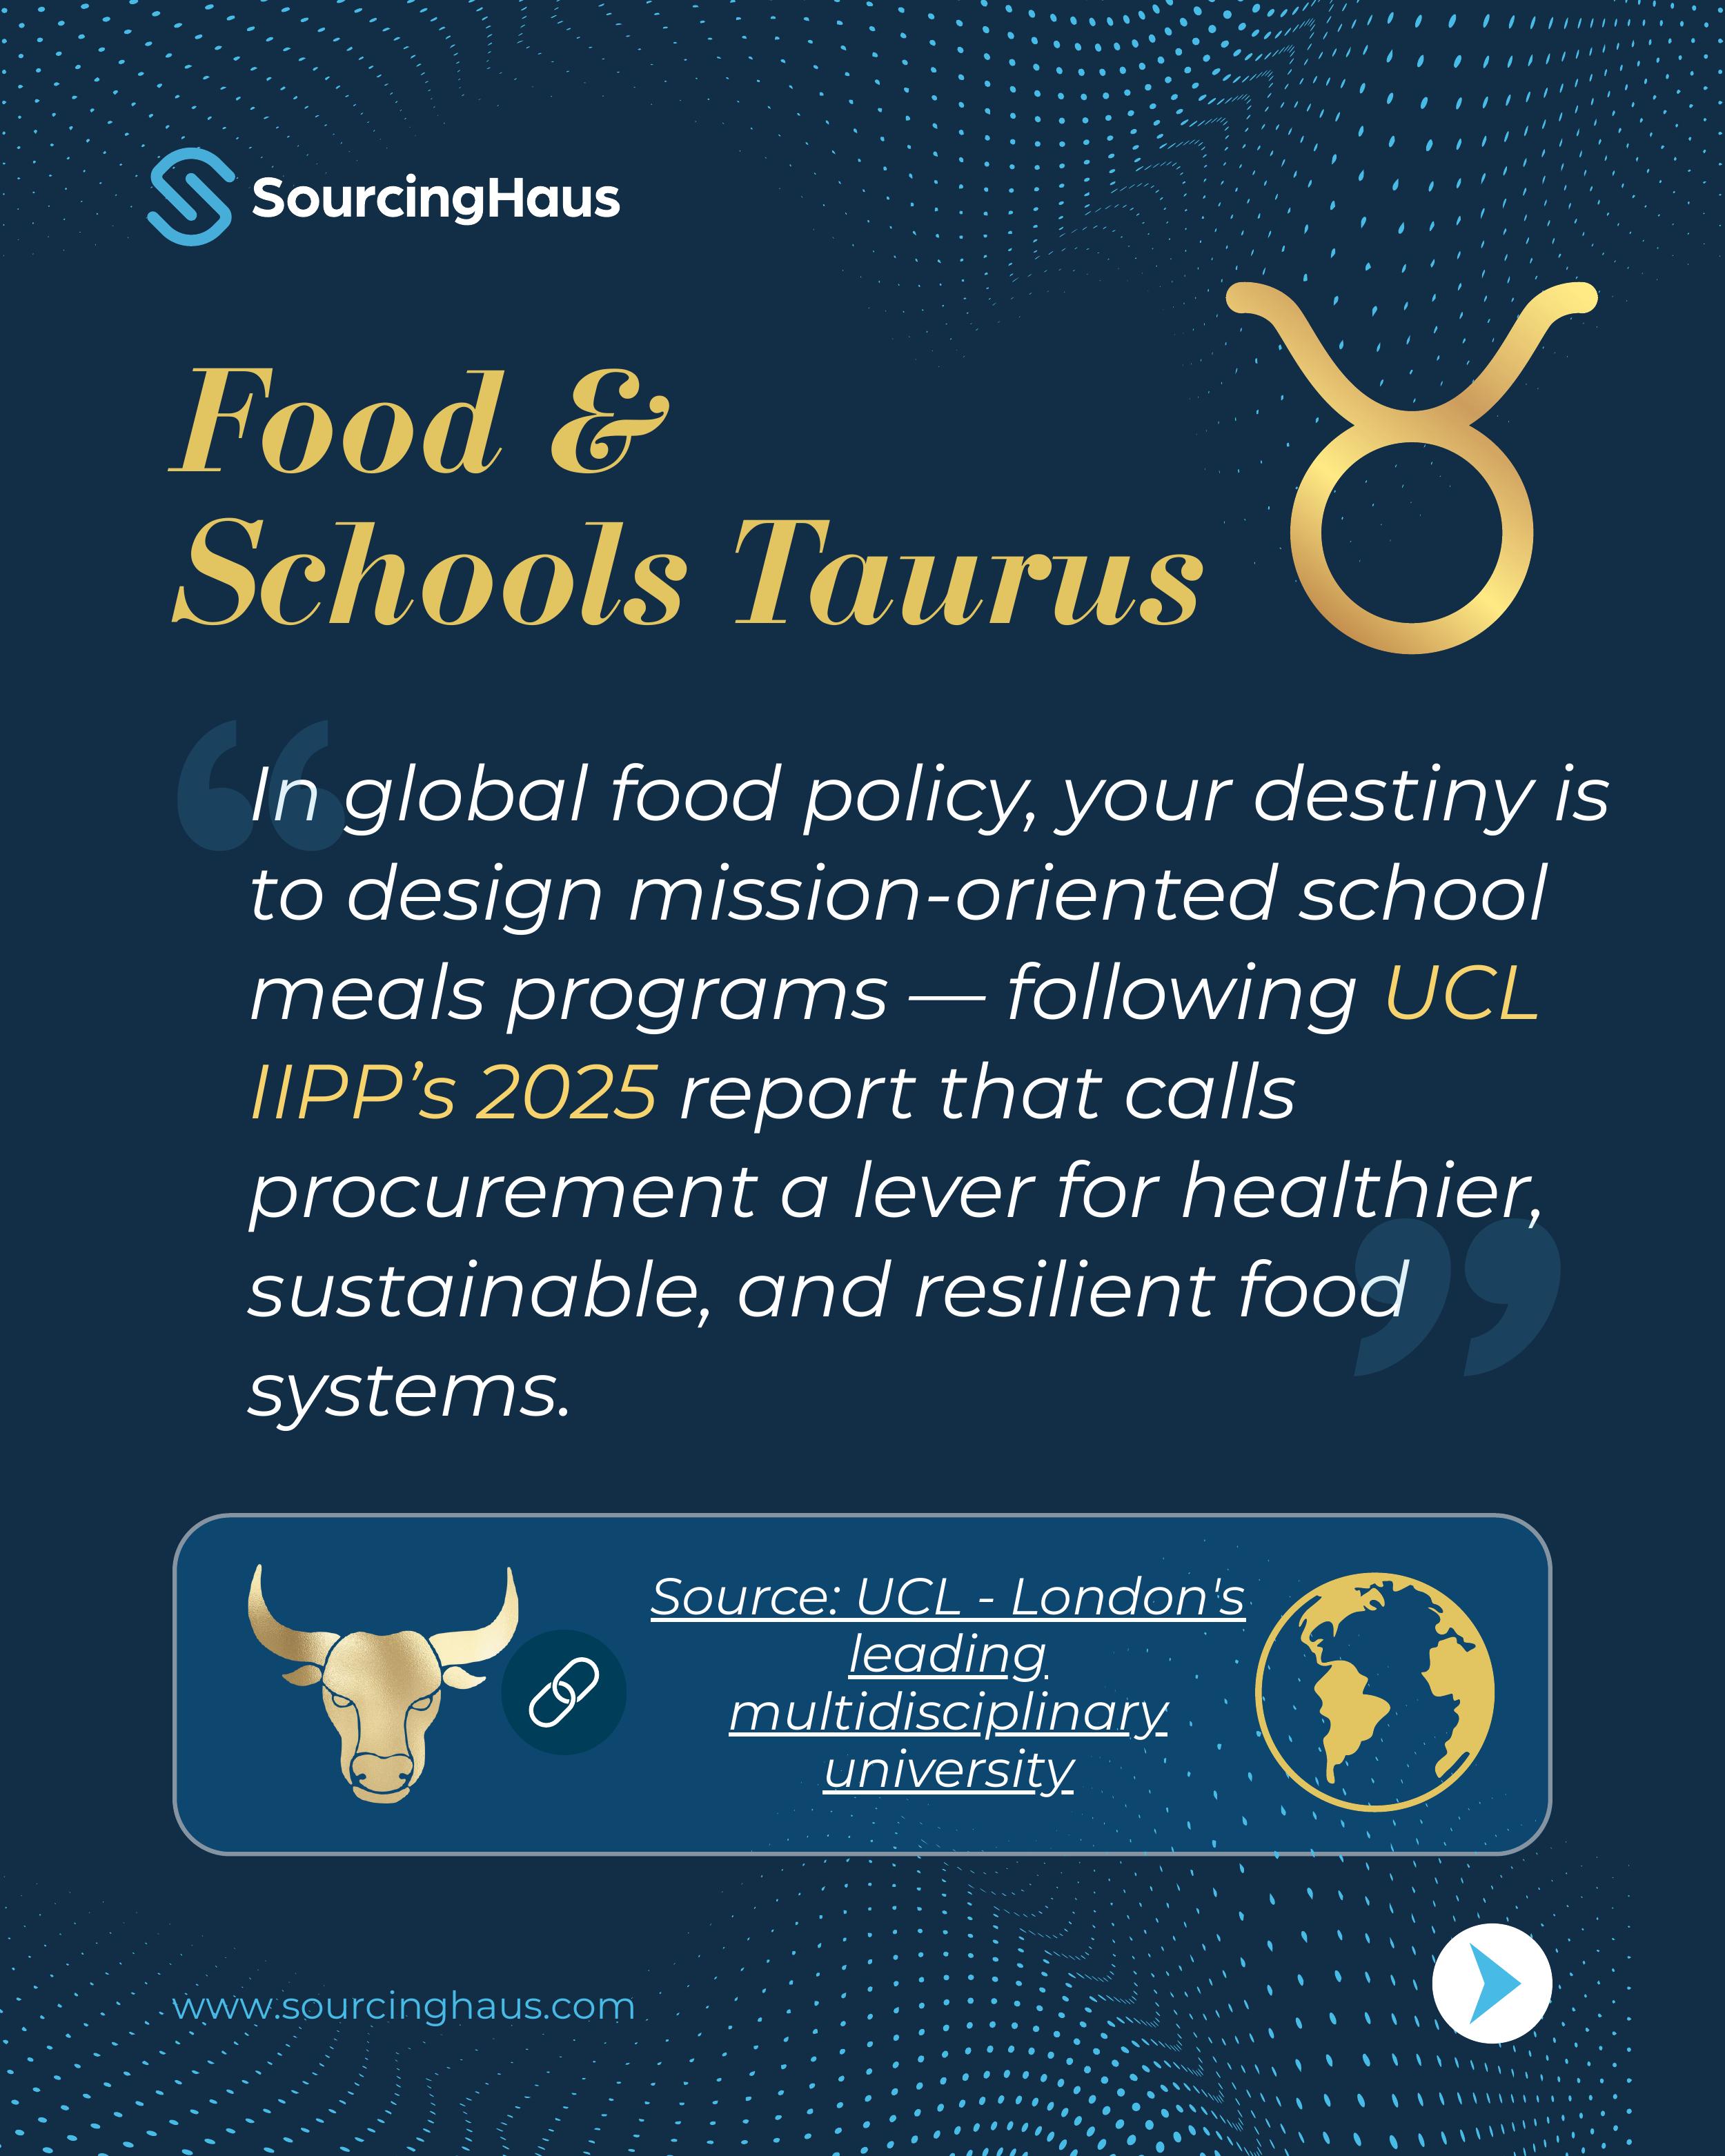 SourcingHaus
Food &
Schools Taurus
“
In global food policy, your destiny is
to design mission-oriented school
meals programs — following UCL
IIPP’s 2025 report that calls
procurement a lever for healthier,
sustainable, and resilient food
systems.
”
Source: UCL - London's
leading
multidisciplinary
university
www.sourcinghaus.com